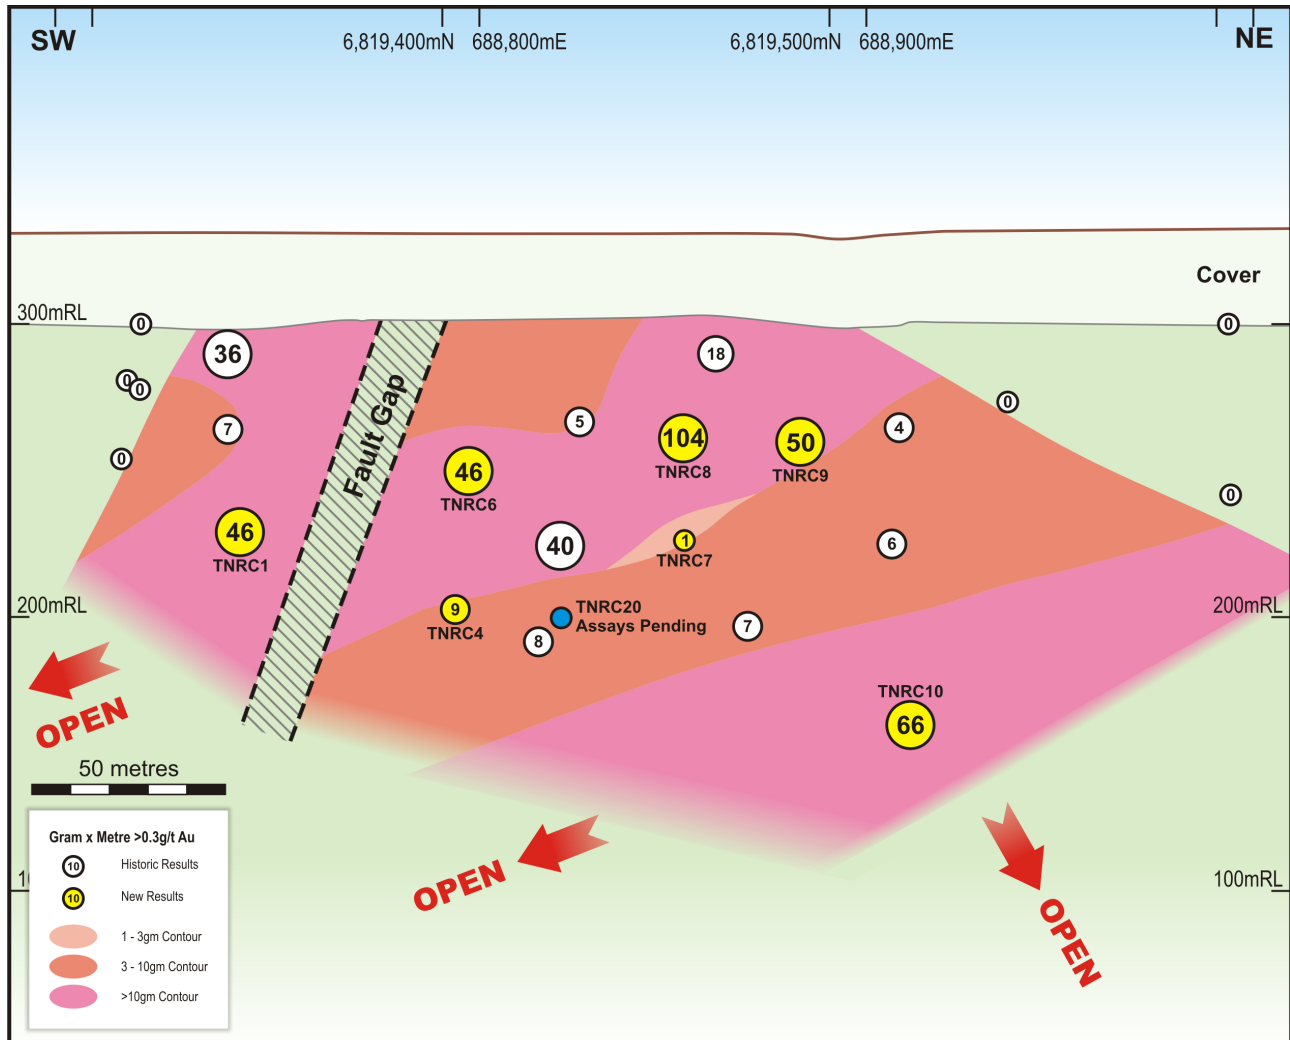 SW
6,819,400mN
688,800mE
6,819,500mN
688,900mE
NE
Cover
300mRL
0
0
36
18
0
0
5
0
7
4
0
104
TNRC8
50
TNRC9
0
46
TNRC6
Fault Gap
46
TNRC1
40
1
TNRC7
6
200mRL
200mRL
9
TNRC4
TNRC20
Assays Pending
8
7
TNRC10
66
OPEN
50 metres
OPEN
OPEN
10
100mRL
Gram x Metre >0.3g/t Au
10 Historic Results
10 New Results
1 - 3gm Contour
3 - 10gm Contour
>10gm Contour